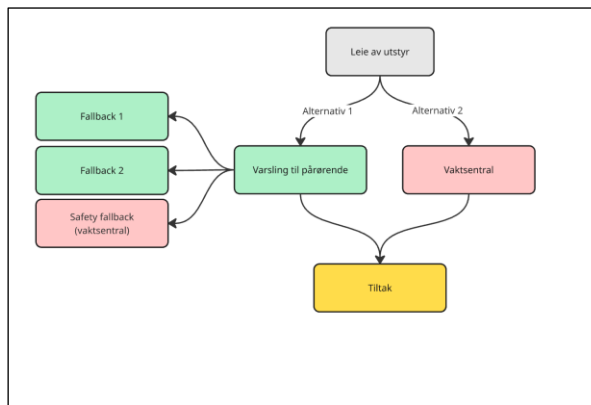 Leie av utstyr
Alternativ 1
Alternativ 2
Fallback 1
Fallback 2
Safety fallback
(vaktsentral)
Varsling til pårørende
Vaktsentral
Tiltak